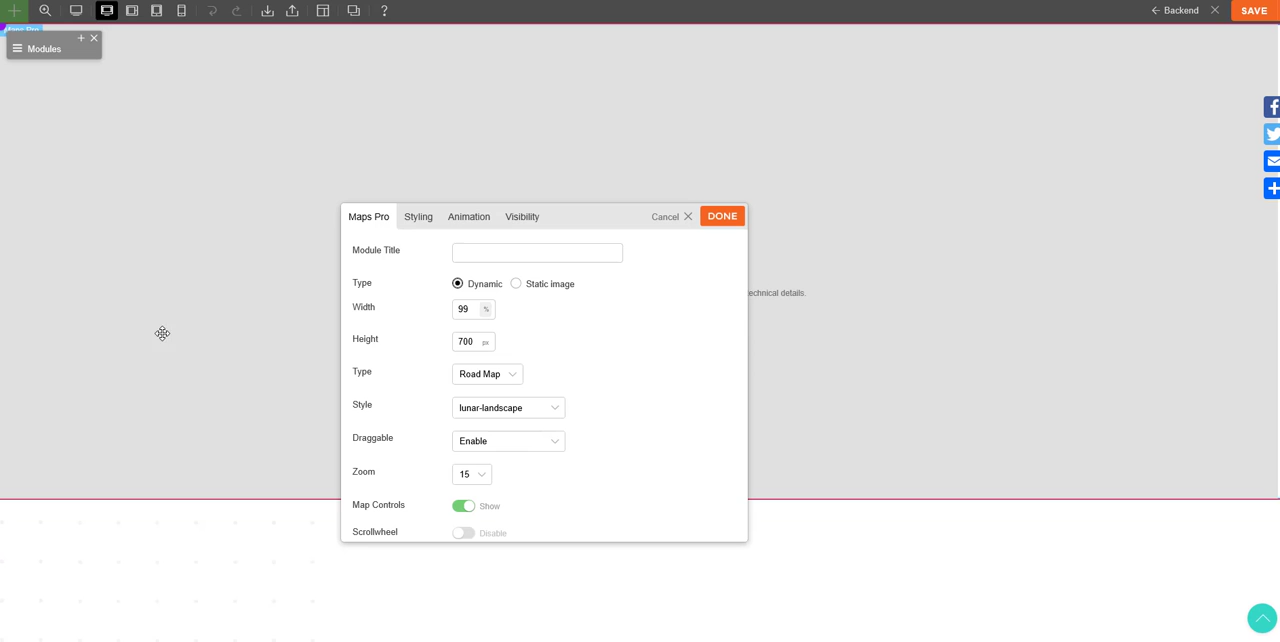 Backend
SAVE
Maps Pro
Modules
Maps Pro Styling Animation Visibility Cancel DONE
Module Title
Type Dynamic Static image
Width 99 %
Height 700 px
technical details.
Type Road Map
Style lunar-landscape
Draggable Enable
Zoom 15
Map Controls Show
Scrollwheel Disable